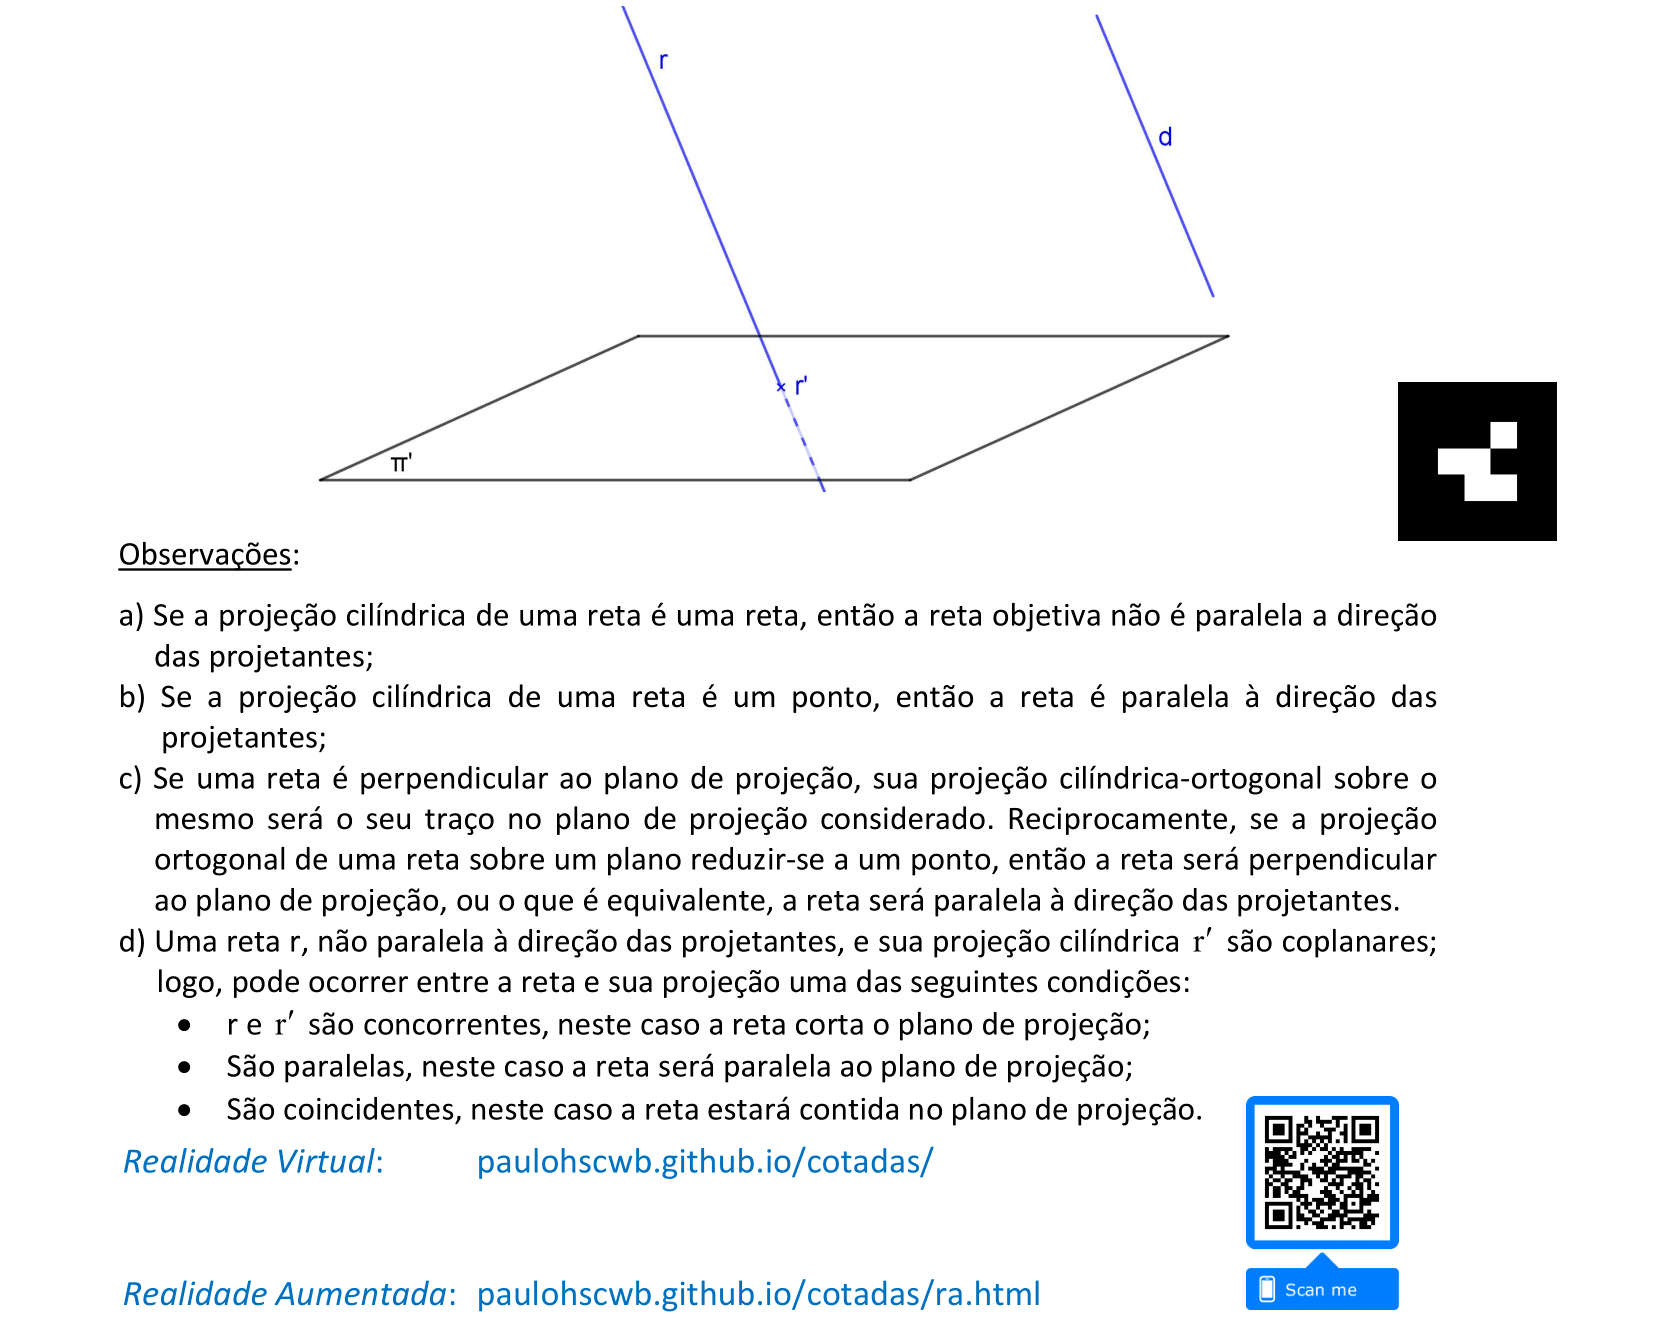 r
d
r'
π'
Observações:
a) Se a projeção cilíndrica de uma reta é uma reta, então a reta objetiva não é paralela a direção
das projetantes;
b) Se a projeção cilíndrica de uma reta é um ponto, então a reta é paralela à direção das
projetantes;
c) Se uma reta é perpendicular ao plano de projeção, sua projeção cilíndrica-ortogonal sobre o
mesmo será o seu traço no plano de projeção considerado. Reciprocamente, se a projeção
ortogonal de uma reta sobre um plano reduzir-se a um ponto, então a reta será perpendicular
ao plano de projeção, ou o que é equivalente, a reta será paralela à direção das projetantes.
d) Uma reta r, não paralela à direção das projetantes, e sua projeção cilíndrica r′ são coplanares;
logo, pode ocorrer entre a reta e sua projeção uma das seguintes condições:
• r e r′ são concorrentes, neste caso a reta corta o plano de projeção;
• São paralelas, neste caso a reta será paralela ao plano de projeção;
• São coincidentes, neste caso a reta estará contida no plano de projeção.
Realidade Virtual: paulohscwb.github.io/cotadas/
Realidade Aumentada: paulohscwb.github.io/cotadas/ra.html
Scan me